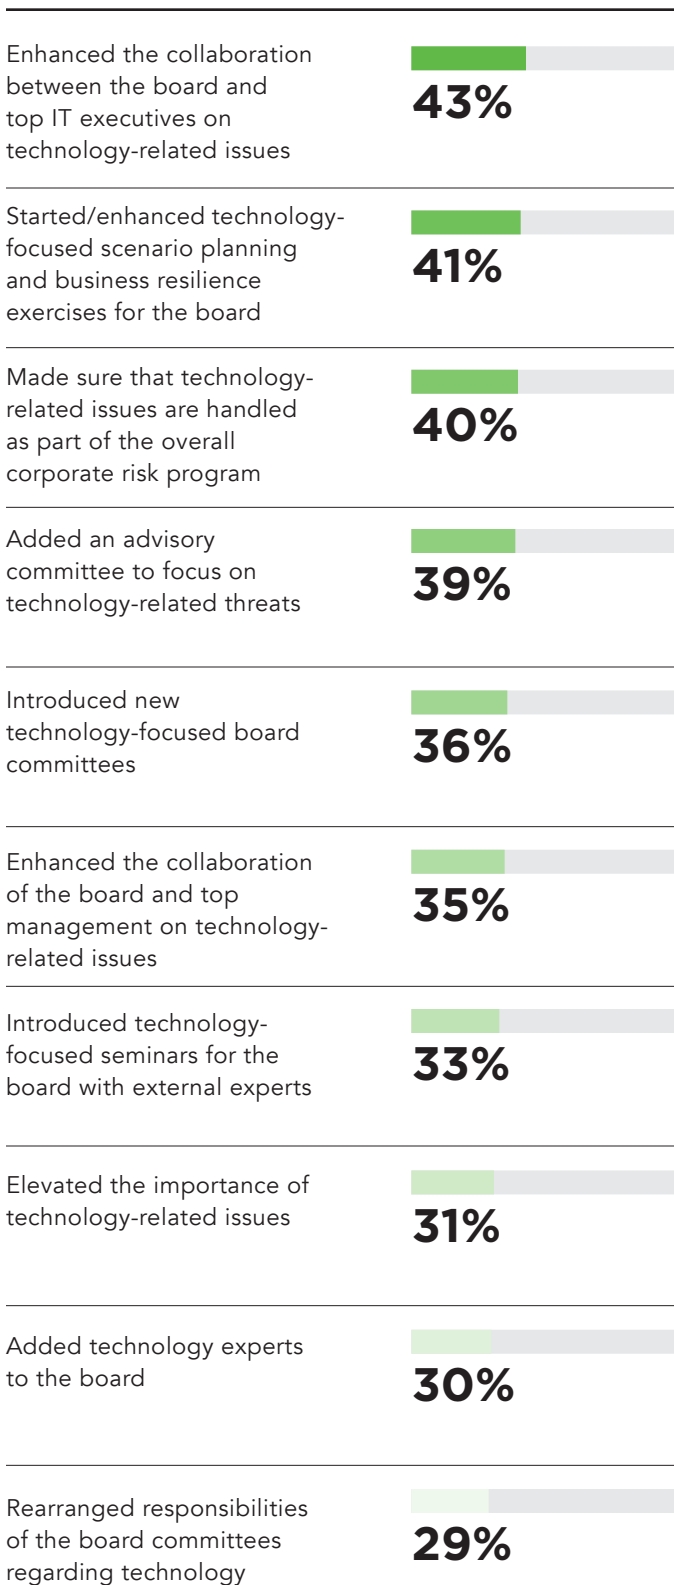 Enhanced the collaboration
between the board and
top IT executives on
technology-related issues
43%
Started/enhanced technology-
focused scenario planning
and business resilience
exercises for the board
41%
Made sure that technology-
related issues are handled
as part of the overall
corporate risk program
40%
Added an advisory
committee to focus on
technology-related threats
39%
Introduced new
technology-focused board
committees
36%
Enhanced the collaboration
of the board and top
management on technology-
related issues
35%
Introduced technology-
focused seminars for the
board with external experts
33%
Elevated the importance of
technology-related issues
31%
Added technology experts
to the board
30%
Rearranged responsibilities
of the board committees
regarding technology
29%